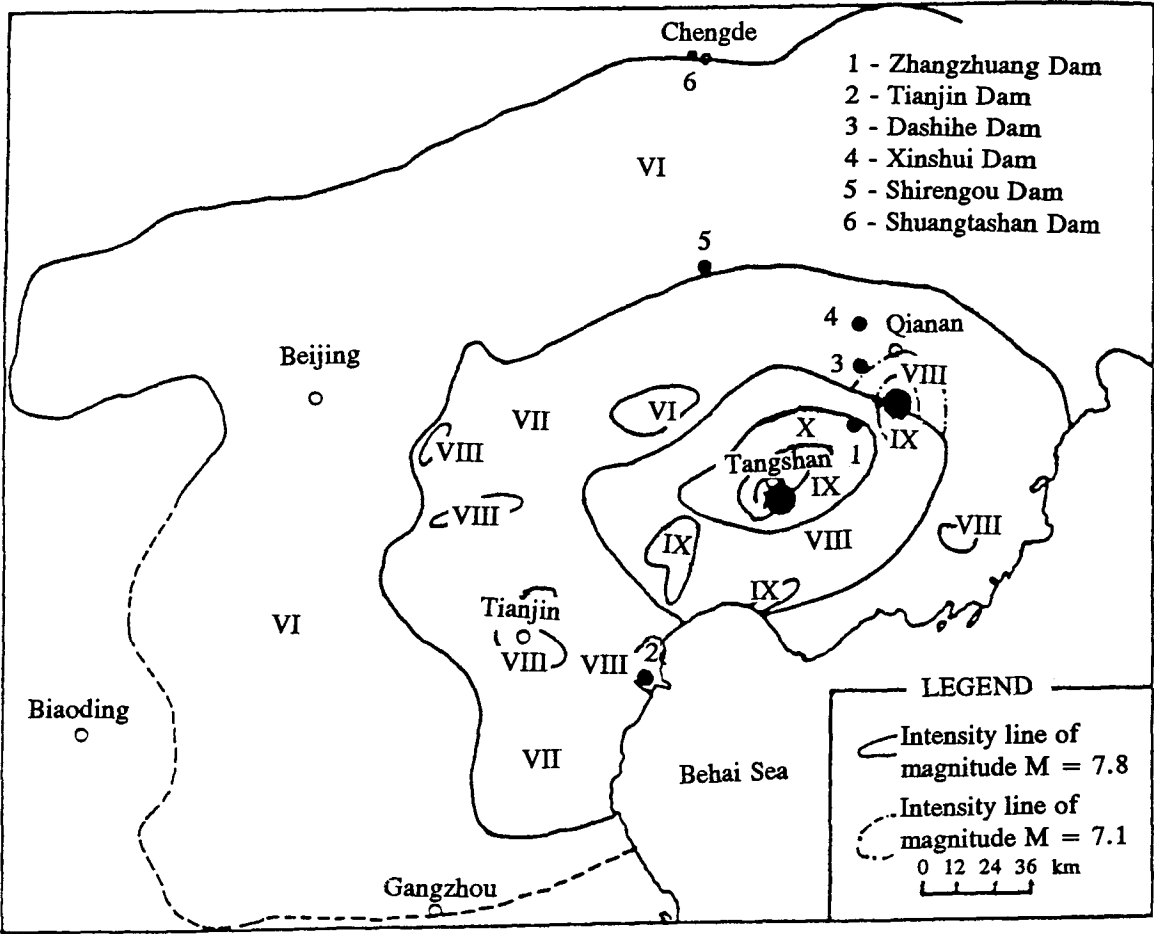 Chengde
6
1 - Zhangzhuang Dam
2 - Tianjin Dam
3 - Dashihe Dam
4 - Xinshui Dam
5 - Shirengou Dam
6 - Shuangtashan Dam
VI
5
4
Qianan
3
VIII
Beijing
VI
VII
VIII
X
1
IX
Tangshan
IX
VIII
VIII
IX
VIII
IX
Tianjin
VI
VIII
VIII
2
Biaoding
VII
Behai Sea
Gangzhou
LEGEND
Intensity line of
magnitude M = 7.8
Intensity line of
magnitude M = 7.1
0 12 24 36 km